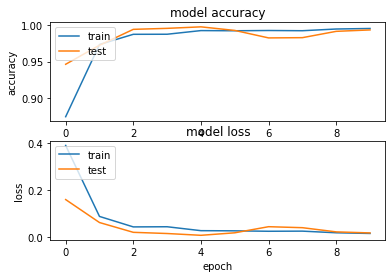 model accuracy
1.00
0.95
0.90
accuracy
train
test
0 2 4 6 8
model loss
0.4
0.2
0.0
loss
train
test
0 2 4 6 8
epoch